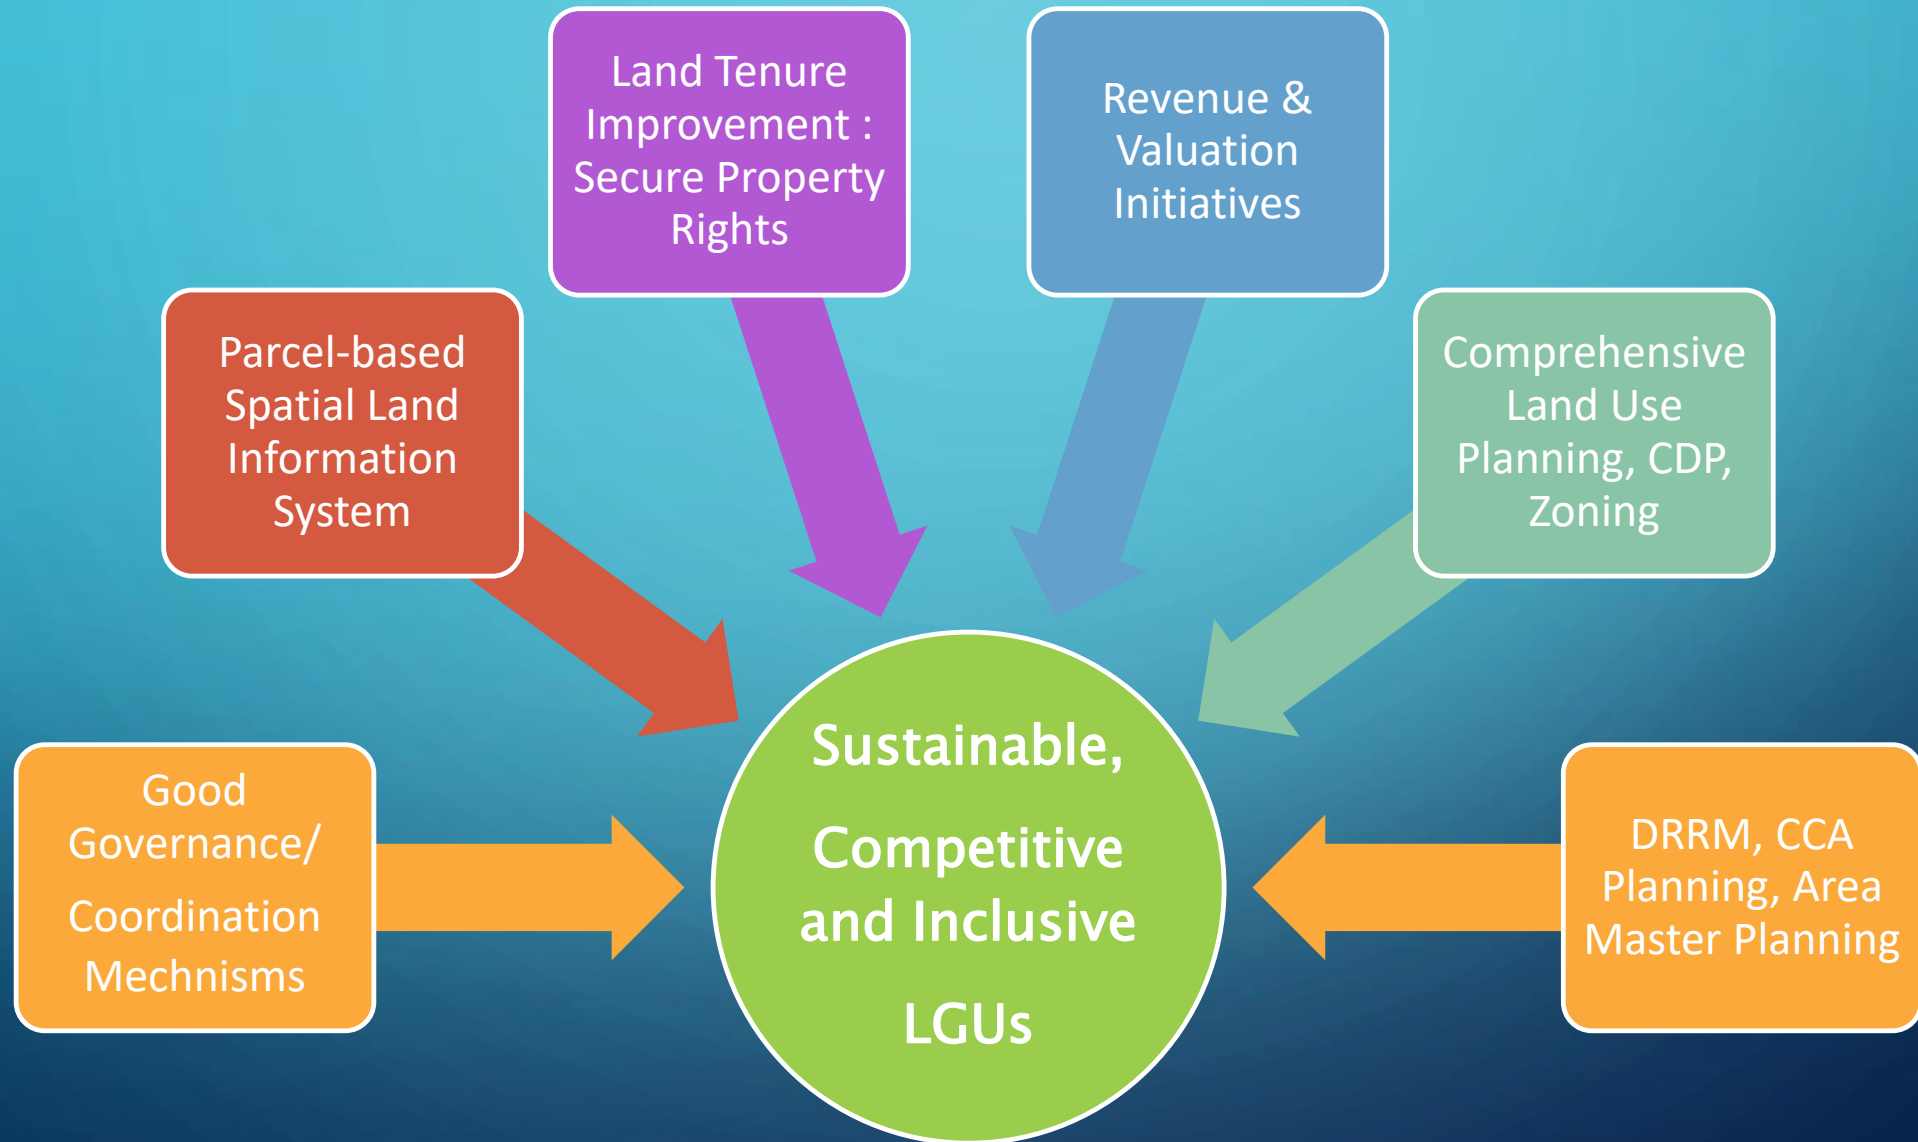 Land Tenure
Improvement :
Secure Property
Rights
Revenue &
Valuation
Initiatives
Parcel-based
Spatial Land
Information
System
Comprehensive
Land Use
Planning, CDP,
Zoning
Good
Governance/
Coordination
Mechnisms
Sustainable,
Competitive
and Inclusive
LGUs
DRRM, CCA
Planning, Area
Master Planning